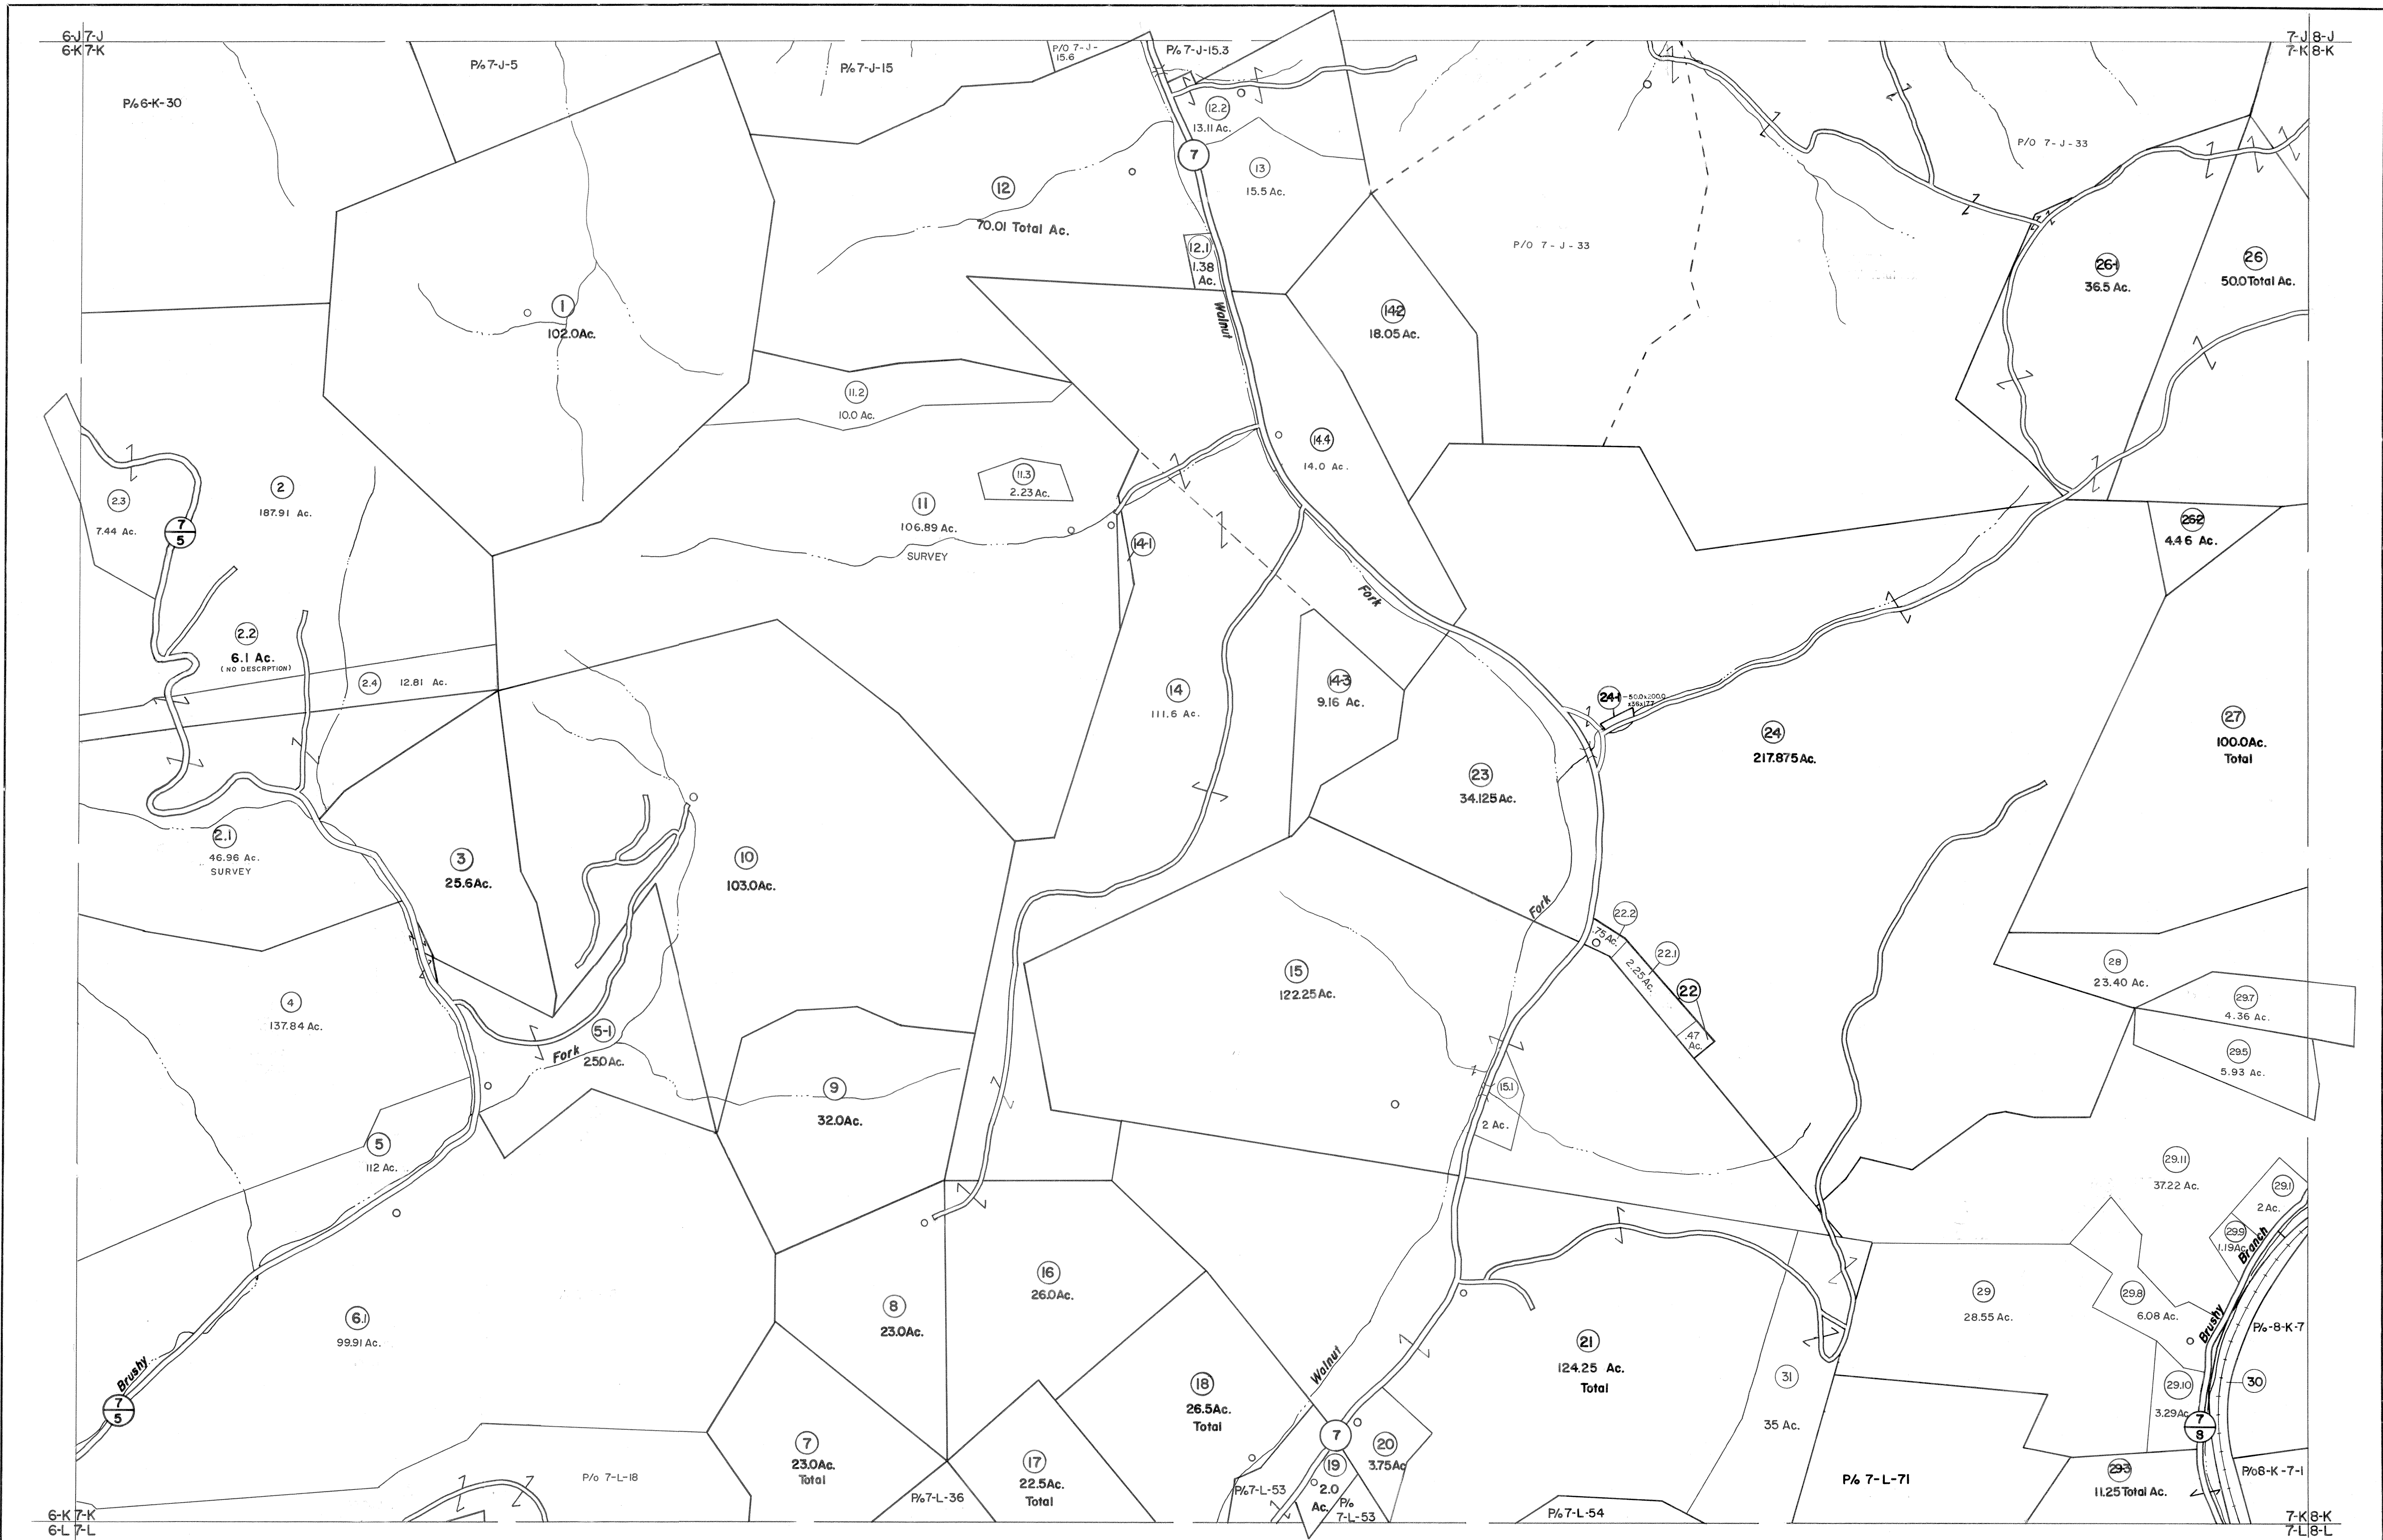 6-J 7-J
6-K 7-K
7-J 8-J
7-K 8-K
P/o 6-K-30
P/o 7-J-5
P/o 7-J-15
P/O 7-J-
15.6
P/o 7-J-15.3
P/O 7-J-33
P/O 7-J-33
12.2
13.11 Ac.
7
13
15.5 Ac.
12
70.01 Total Ac.
12.1
1.38
Ac.
Walnut
14-2
18.05 Ac.
26-1
36.5 Ac.
26
50.0 Total Ac.
1
102.0 Ac.
11.2
10.0 Ac.
14.4
14.0 Ac.
2.3
7.44 Ac.
7
5
2
187.91 Ac.
11.3
2.23 Ac.
11
106.89 Ac.
SURVEY
14-1
26-2
4.46 Ac.
Fork
2.2
6.1 Ac.
( NO DESCRPTION)
2.4 12.81 Ac.
14
111.6 Ac.
14-3
9.16 Ac.
24-1 -50.0x200.0
x36x177
24
217.875 Ac.
27
100.0 Ac.
Total
23
34.125 Ac.
2.1
46.96 Ac.
SURVEY
3
25.6 Ac.
10
103.0 Ac.
Fork
22.2
.75 Ac.
22.1
2.25 Ac.
22
.47
Ac.
15
122.25 Ac.
28
23.40 Ac.
29.7
4.36 Ac.
29.5
5.93 Ac.
4
137.84 Ac.
5-1
25.0 Ac.
Fork
9
32.0 Ac.
15.1
2 Ac.
5
112 Ac.
29.11
37.22 Ac.
29.1
2 Ac.
29.9
1.19 Ac.
Branch
16
26.0 Ac.
8
23.0 Ac.
6.1
99.91 Ac.
29
28.55 Ac.
29.8
6.08 Ac.
Brushy
P/o-8-K-7
21
124.25 Ac.
Total
31
35 Ac.
Brushy
7
5
Walnut
18
26.5 Ac.
Total
29.10
3.29 Ac.
30
7
8
7
7
23.0 Ac.
Total
20
3.75 Ac
17
22.5 Ac.
Total
19
2.0
Ac.
P/o 7-L-18
P/o 7-L-36
P/o 7-L-53
P/o
7-L-53
P/o 7-L-54
P/o 7-L-71
29-3
11.25 Total Ac.
P/o 8-K-7-1
6-K 7-K
6-L 7-L
7-K 8-K
7-L 8-L